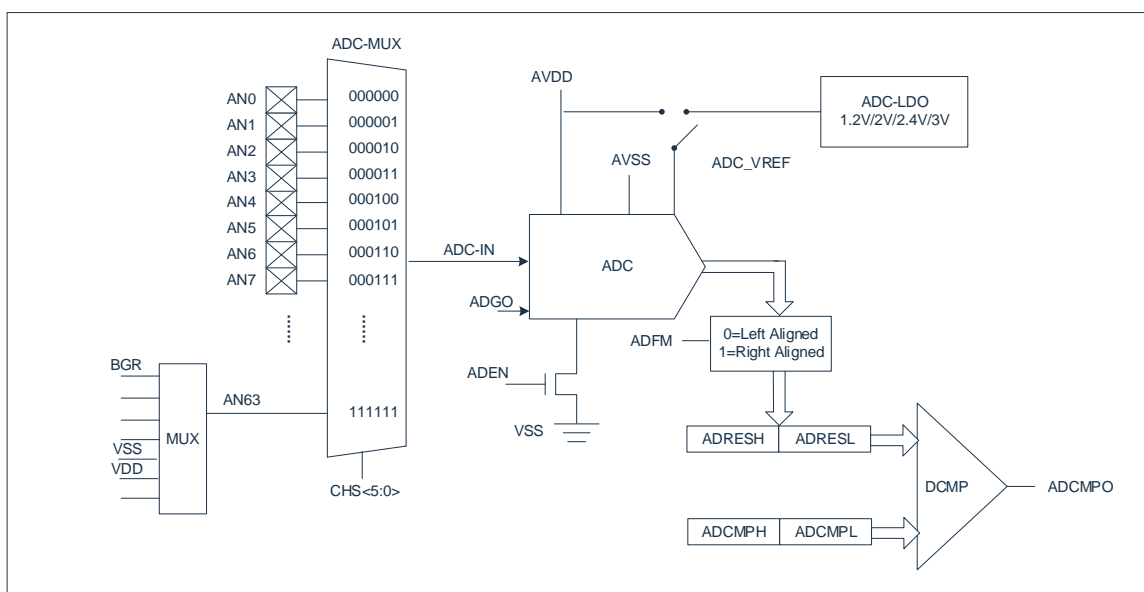 ADC-MUX
AN0
AN1
AN2
AN3
AN4
AN5
AN6
AN7
000000
000001
000010
000011
000100
000101
000110
000111
111111
BGR
VSS
VDD
MUX
AN63
CHS<5:0>
ADC-IN
ADGO
ADEN
VSS
AVDD
AVSS
ADC_VREF
ADC-LDO
1.2V/2V/2.4V/3V
ADC
ADFM
0=Left Aligned
1=Right Aligned
ADRESH
ADRESL
ADCMPH
ADCMPL
DCMP
ADCMPO